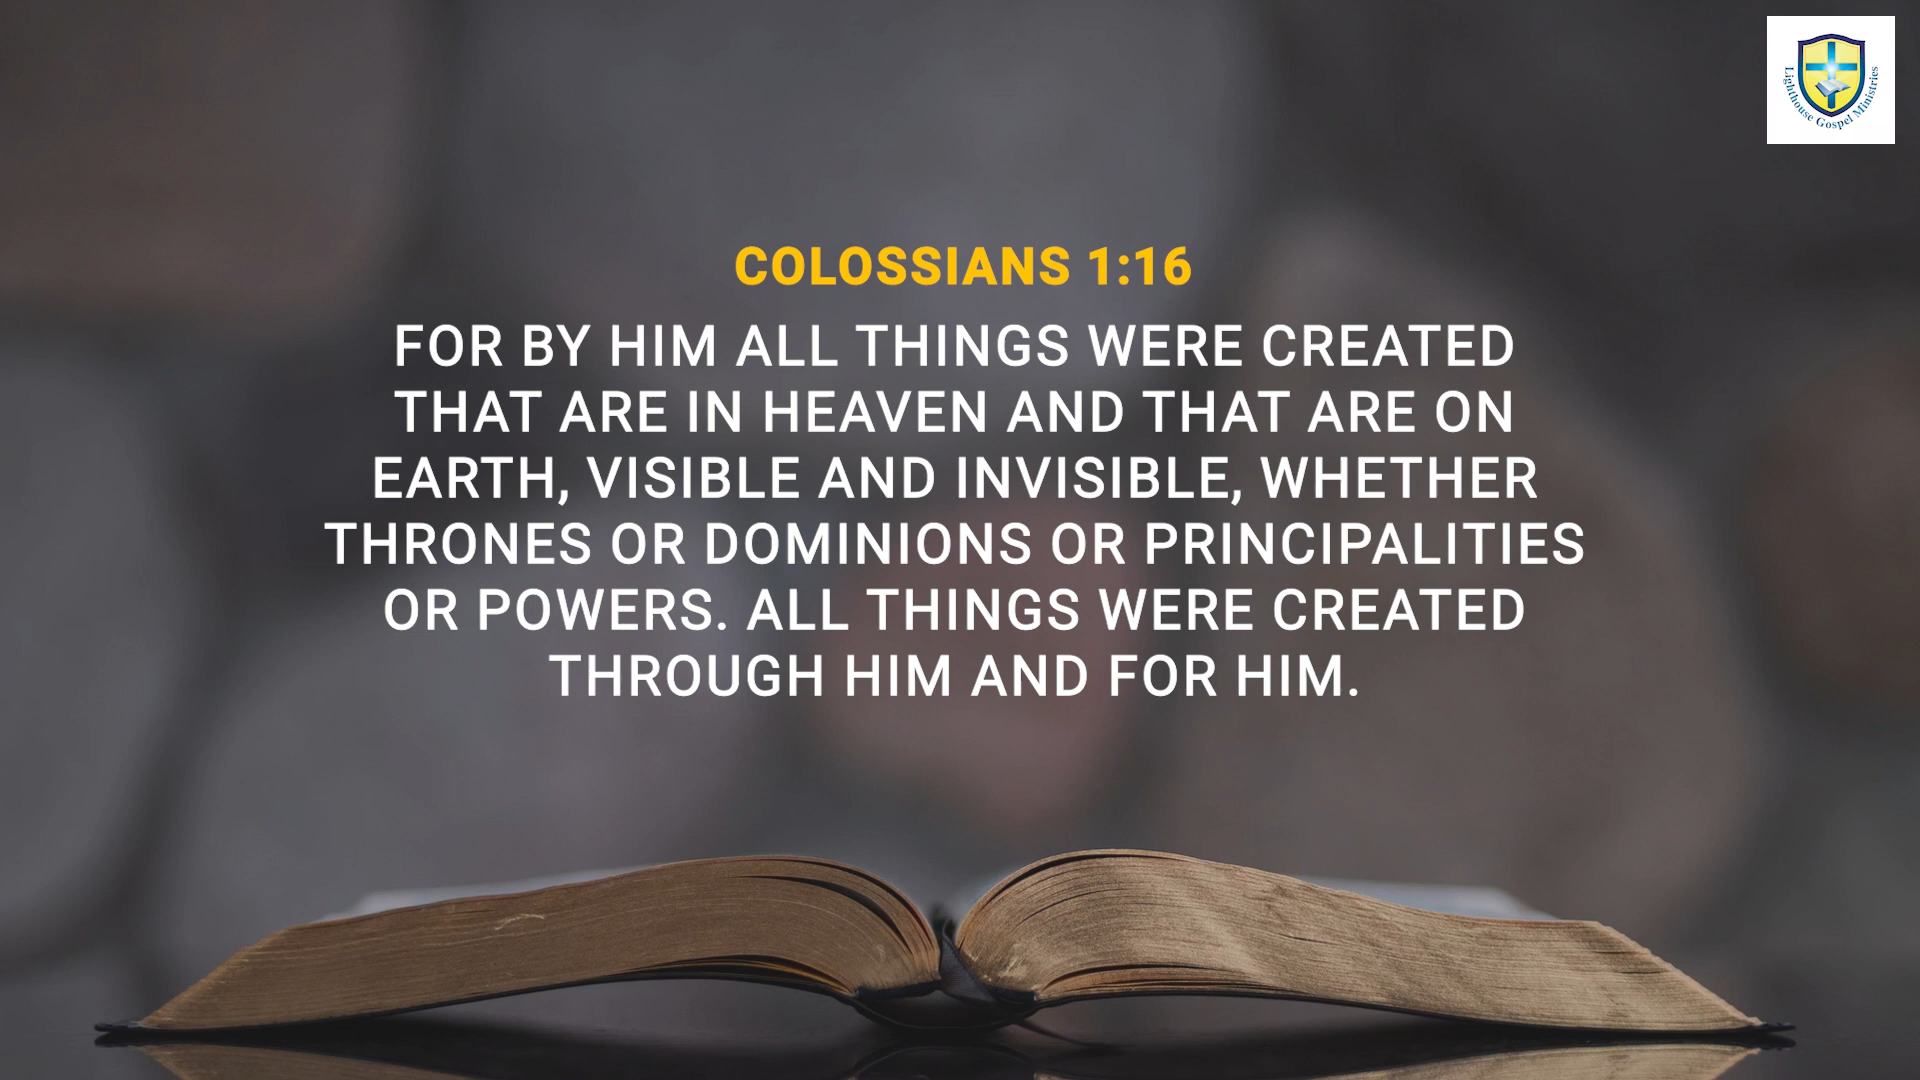 Lighthouse Gospel Ministries
COLOSSIANS 1:16
FOR BY HIM ALL THINGS WERE CREATED
THAT ARE IN HEAVEN AND THAT ARE ON
EARTH, VISIBLE AND INVISIBLE, WHETHER
THRONES OR DOMINIONS OR PRINCIPALITIES
OR POWERS. ALL THINGS WERE CREATED
THROUGH HIM AND FOR HIM.